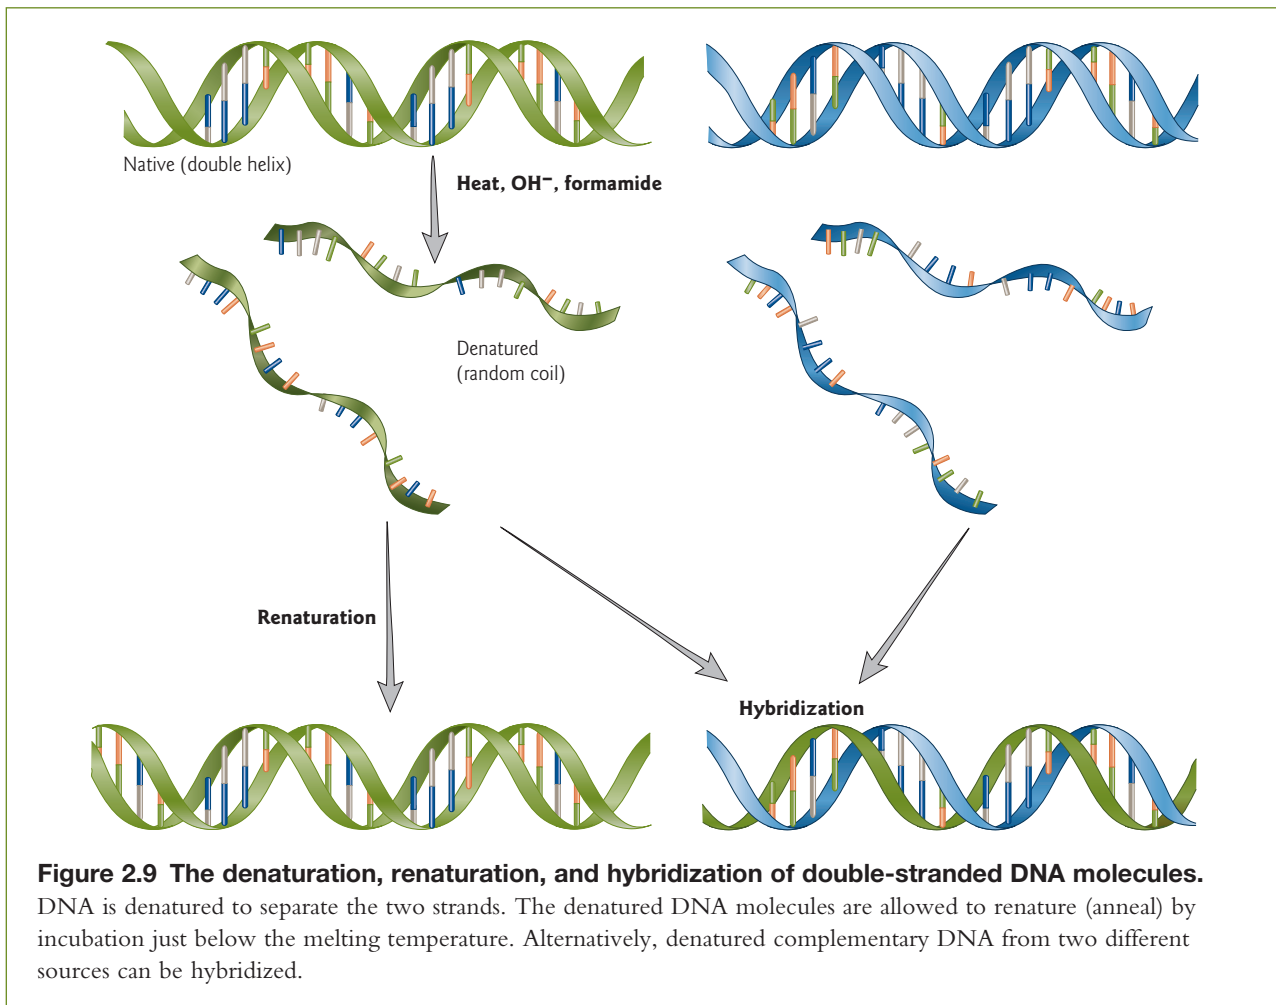 Native (double helix)
Heat, OH⁻, formamide
Denatured
(random coil)
Renaturation
Hybridization
Figure 2.9 The denaturation, renaturation, and hybridization of double-stranded DNA molecules.
DNA is denatured to separate the two strands. The denatured DNA molecules are allowed to renature (anneal) by
incubation just below the melting temperature. Alternatively, denatured complementary DNA from two different
sources can be hybridized.